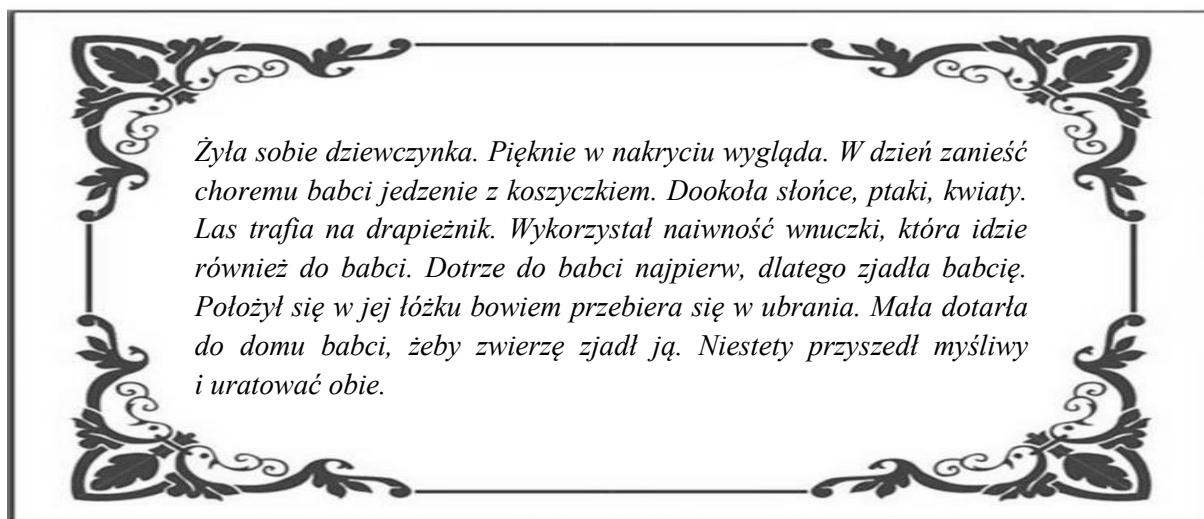 Żyła sobie dziewczynka. Pięknie w nakryciu wygląda. W dzień zanieść
choremu babci jedzenie z koszyczkiem. Dookoła słońce, ptaki, kwiaty.
Las trafia na drapieżnik. Wykorzystał naiwność wnuczki, która idzie
również do babci. Dotrze do babci najpierw, dlatego zjadła babcię.
Położył się w jej łóżku bowiem przebiera się w ubrania. Mała dotarła
do domu babci, żeby zwierzę zjadł ją. Niestety przyszedł myśliwy
i uratować obie.